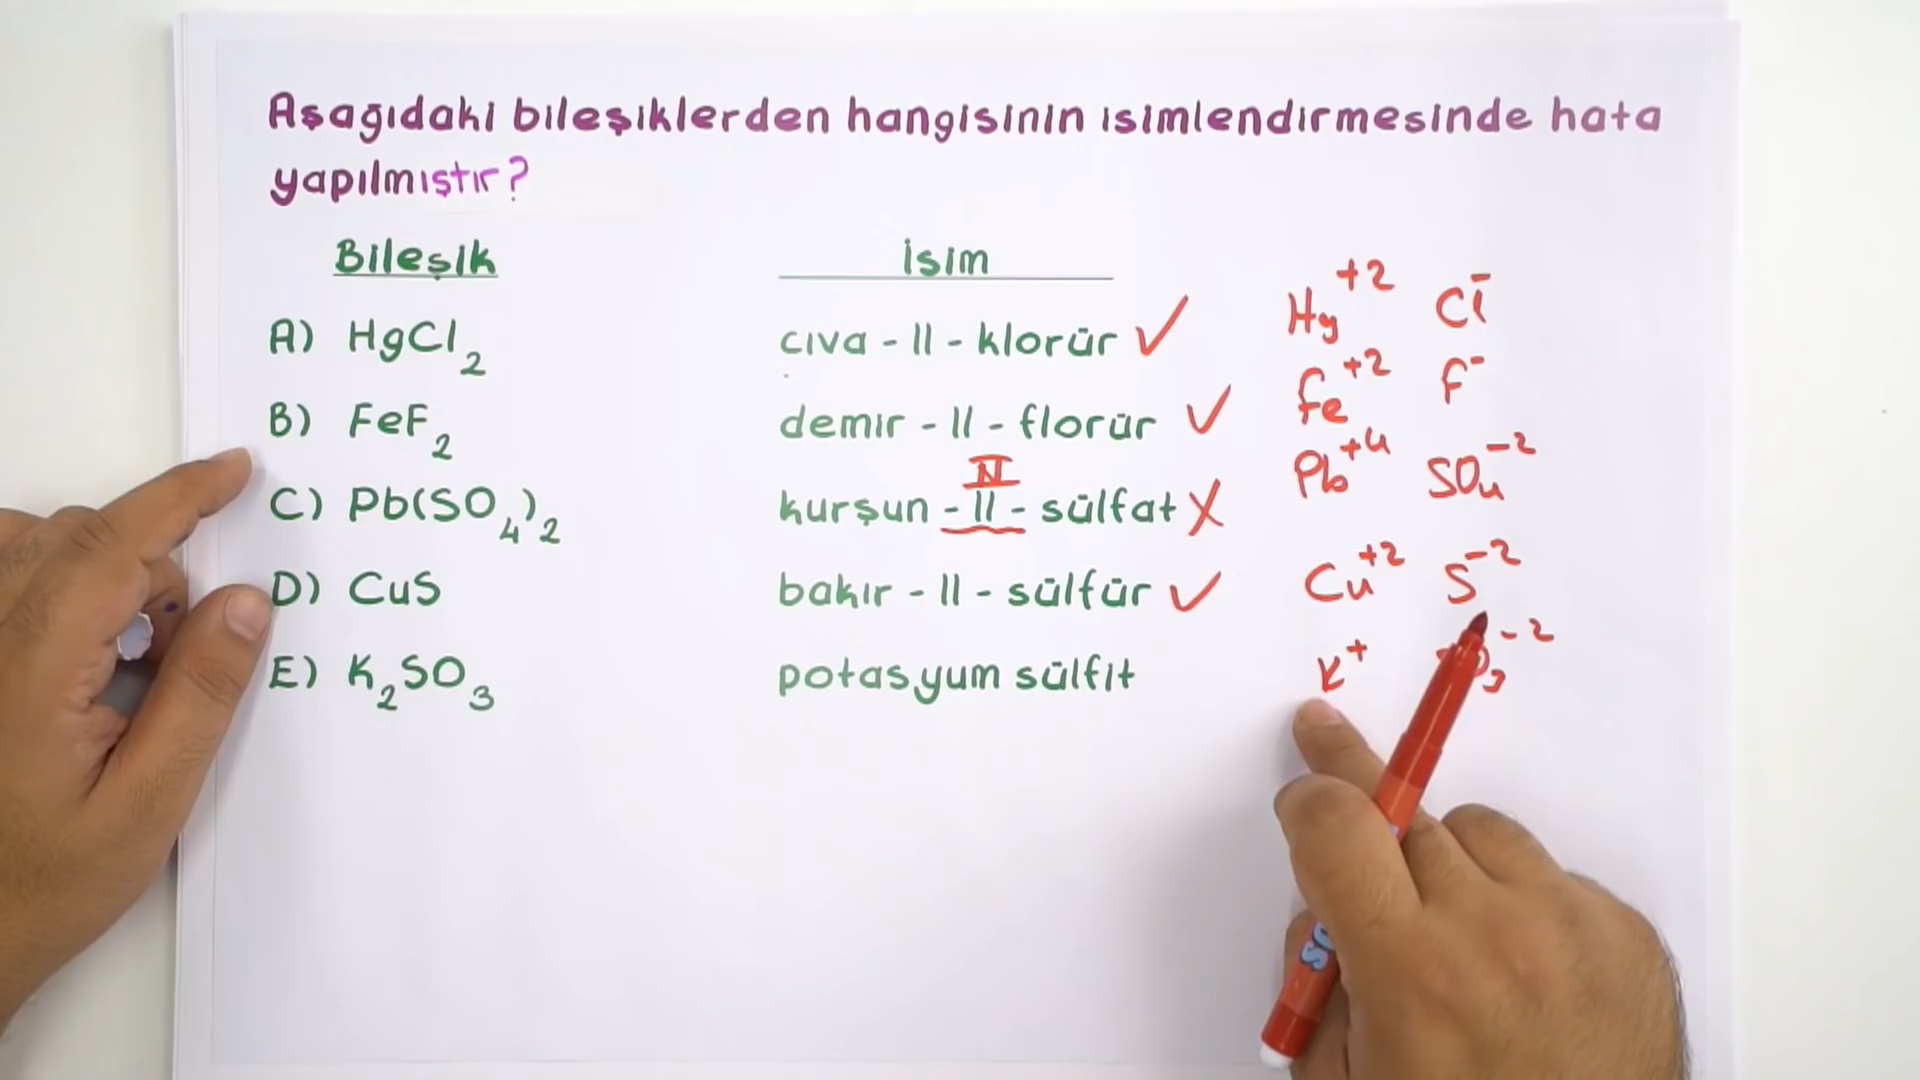 Aşağıdaki bileşiklerden hangisinin isimlendirmesinde hata
yapılmıştır?
Bileşik İsim
A) HgCl₂ cıva - II - klorür ✓ Hg⁺² Cl⁻
B) FeF₂ demir - II - florür ✓ Fe⁺² F⁻
IV
C) Pb(SO₄)₂ kurşun - II - sülfat X Pb⁺⁴ SO₄⁻²
D) CuS bakır - II - sülfür ✓ Cu⁺² S⁻²
E) K₂SO₃ potasyum sülfit K⁺